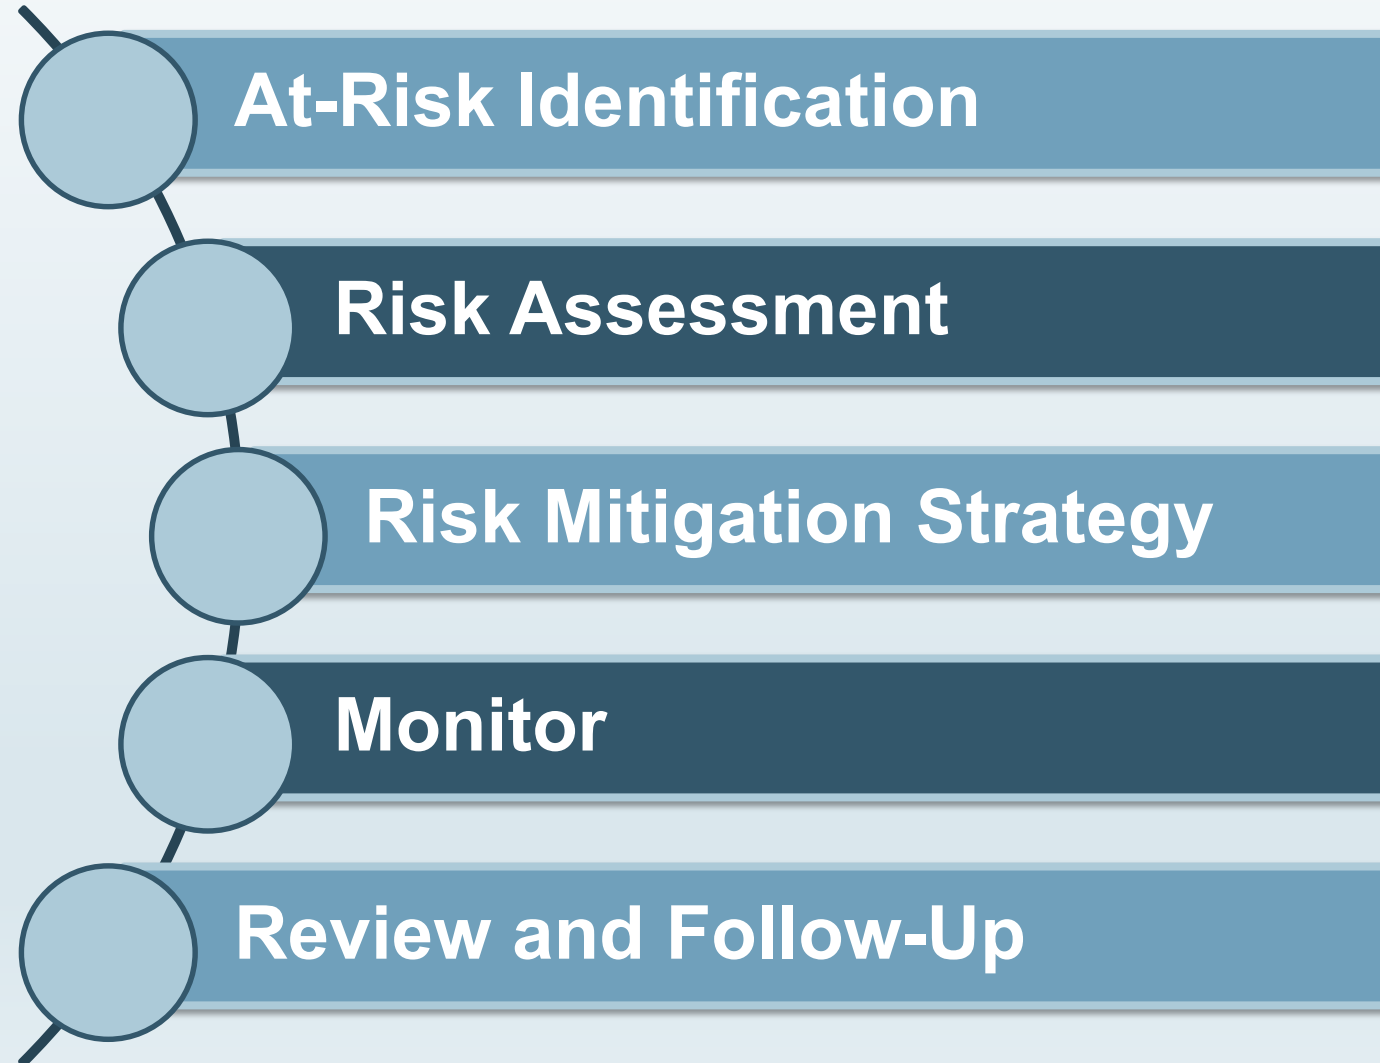 At-Risk Identification
Risk Assessment
Risk Mitigation Strategy
Monitor
Review and Follow-Up